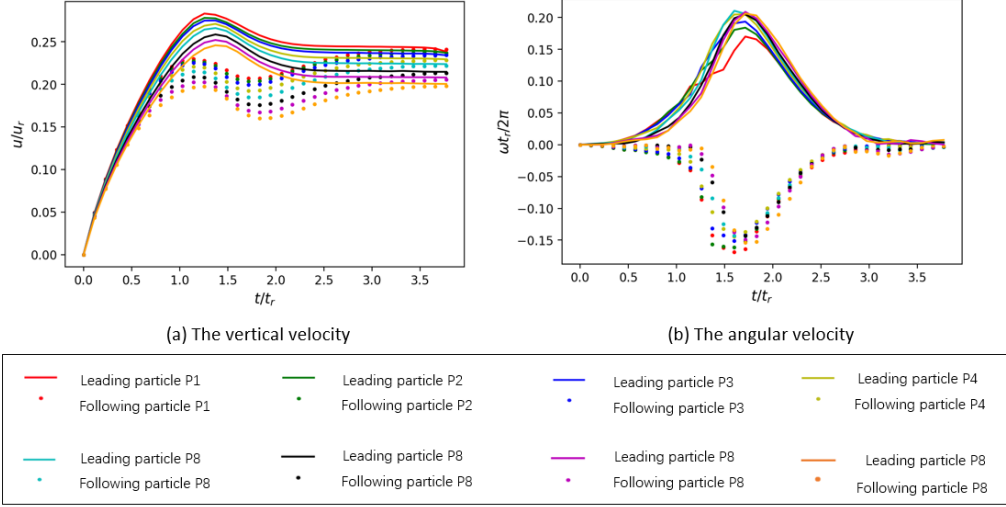 0.25
0.20
0.15
0.10
0.05
0.00
u/u_r
0.0 0.5 1.0 1.5 2.0 2.5 3.0 3.5
t/t_r
(a) The vertical velocity
0.20
0.15
0.10
0.05
0.00
−0.05
−0.10
−0.15
ωt_r/2π
0.0 0.5 1.0 1.5 2.0 2.5 3.0 3.5
t/t_r
(b) The angular velocity
Leading particle P1 Leading particle P2 Leading particle P3 Leading particle P4
Following particle P1 Following particle P2 Following particle P3 Following particle P4
Leading particle P8 Leading particle P8 Leading particle P8 Leading particle P8
Following particle P8 Following particle P8 Following particle P8 Following particle P8